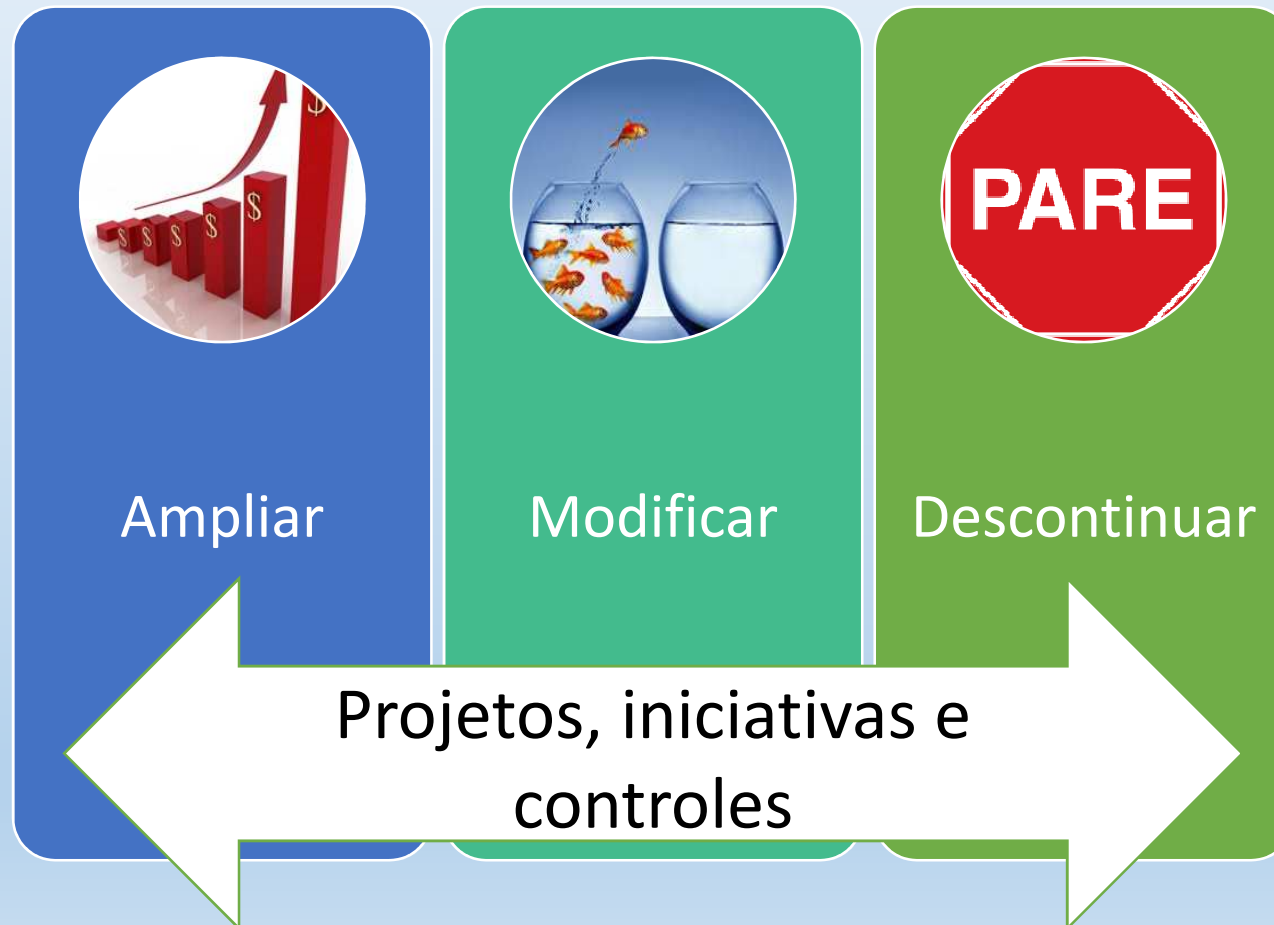 $ $ $ $ $ $
PARE
Ampliar
Modificar
Descontinuar
Projetos, iniciativas e
controles